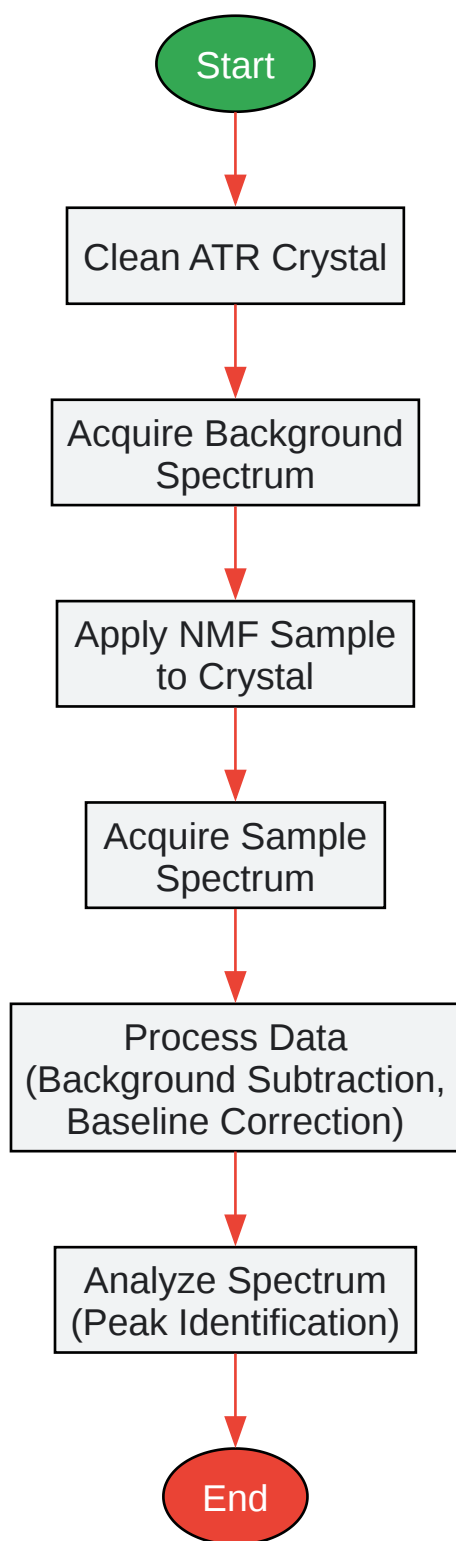 Start
Clean ATR Crystal
Acquire Background
Spectrum
Apply NMF Sample
to Crystal
Acquire Sample
Spectrum
Process Data
(Background Subtraction,
Baseline Correction)
Analyze Spectrum
(Peak Identification)
End